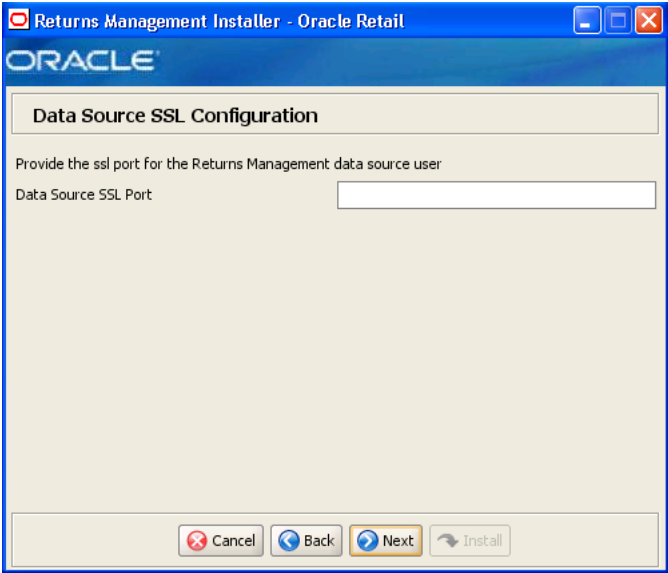 Returns Management Installer - Oracle Retail
ORACLE
Data Source SSL Configuration
Provide the ssl port for the Returns Management data source user
Data Source SSL Port
Cancel Back Next Install